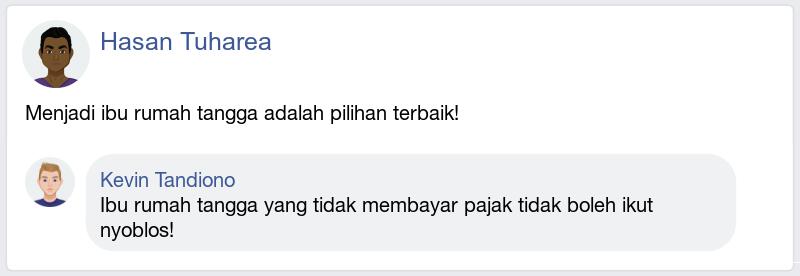 Hasan Tuharea
Menjadi ibu rumah tangga adalah pilihan terbaik!
Kevin Tandiono
Ibu rumah tangga yang tidak membayar pajak tidak boleh ikut
nyoblos!